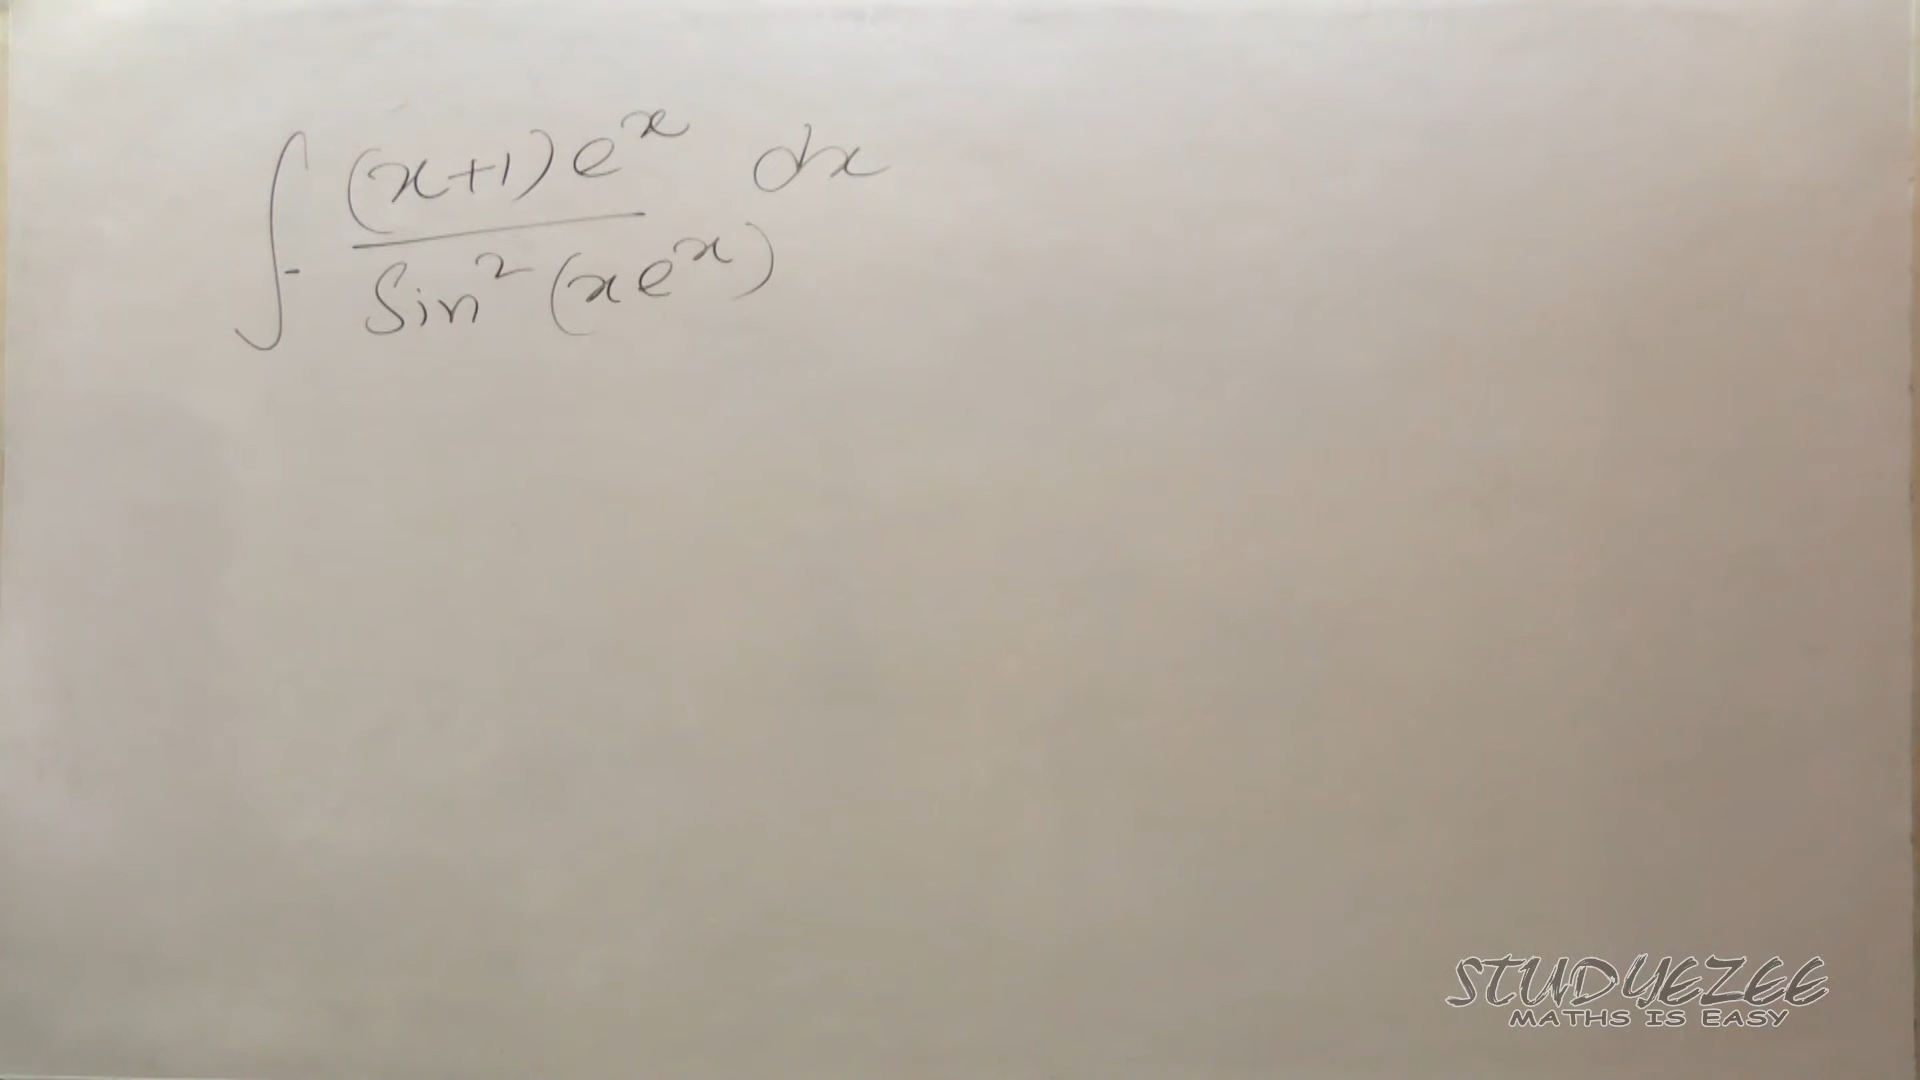 ∫ (x+1)e^x / Sin²(xe^x) dx
STUDYEZEE
MATHS IS EASY